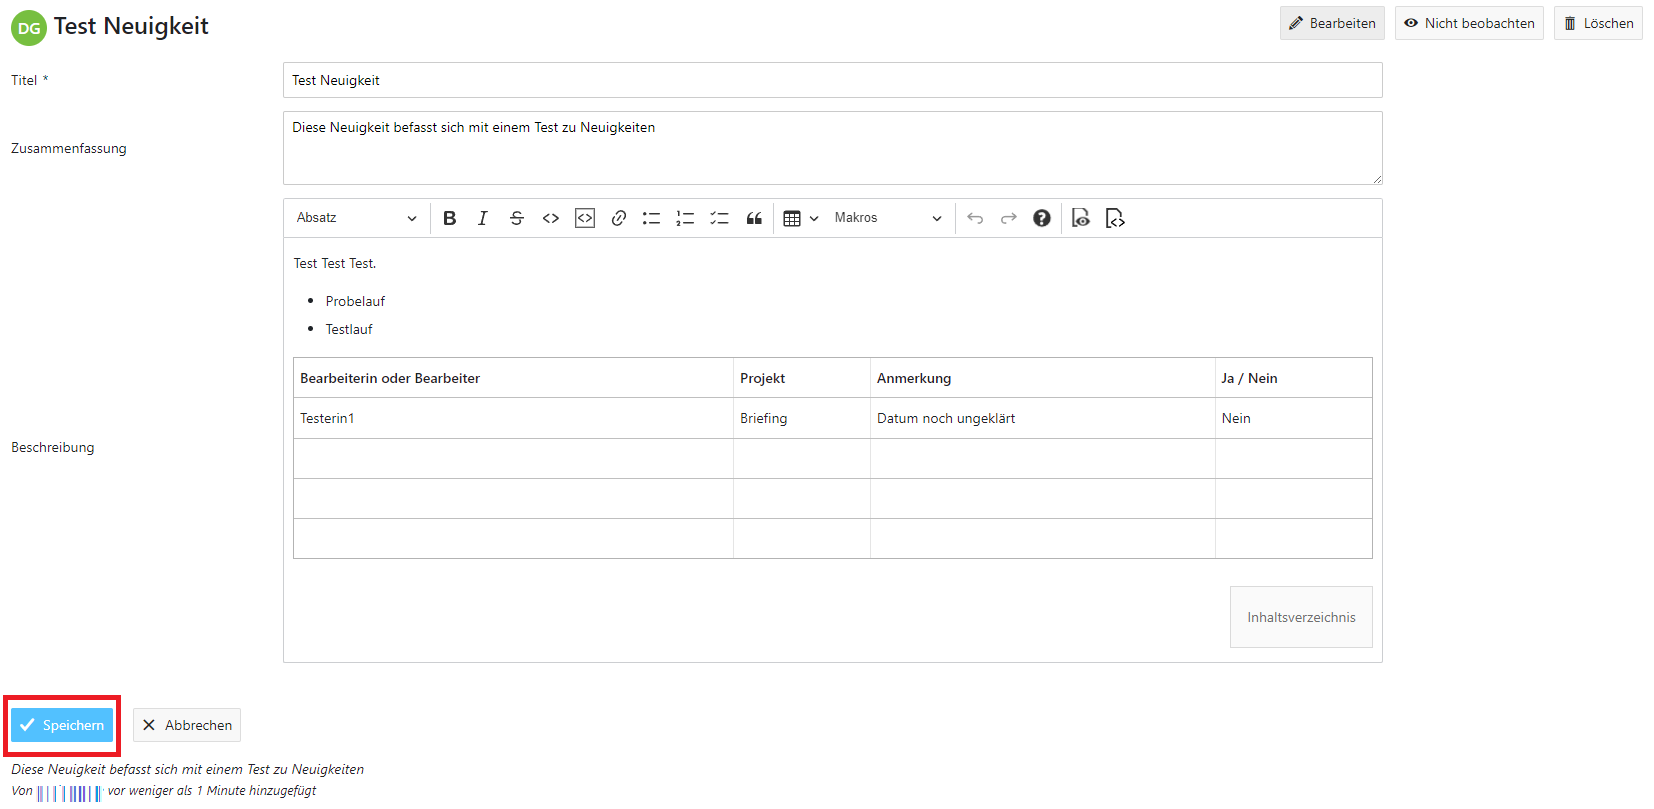 DG Test Neuigkeit Bearbeiten Nicht beobachten Löschen
Titel * Test Neuigkeit
Zusammenfassung
Diese Neuigkeit befasst sich mit einem Test zu Neuigkeiten
Absatz Makros
Test Test Test.
Probelauf
Testlauf
Beschreibung
Bearbeiterin oder Bearbeiter Projekt Anmerkung Ja / Nein
Testerin1 Briefing Datum noch ungeklärt Nein
Inhaltsverzeichnis
Speichern Abbrechen
Diese Neuigkeit befasst sich mit einem Test zu Neuigkeiten
Von vor weniger als 1 Minute hinzugefügt